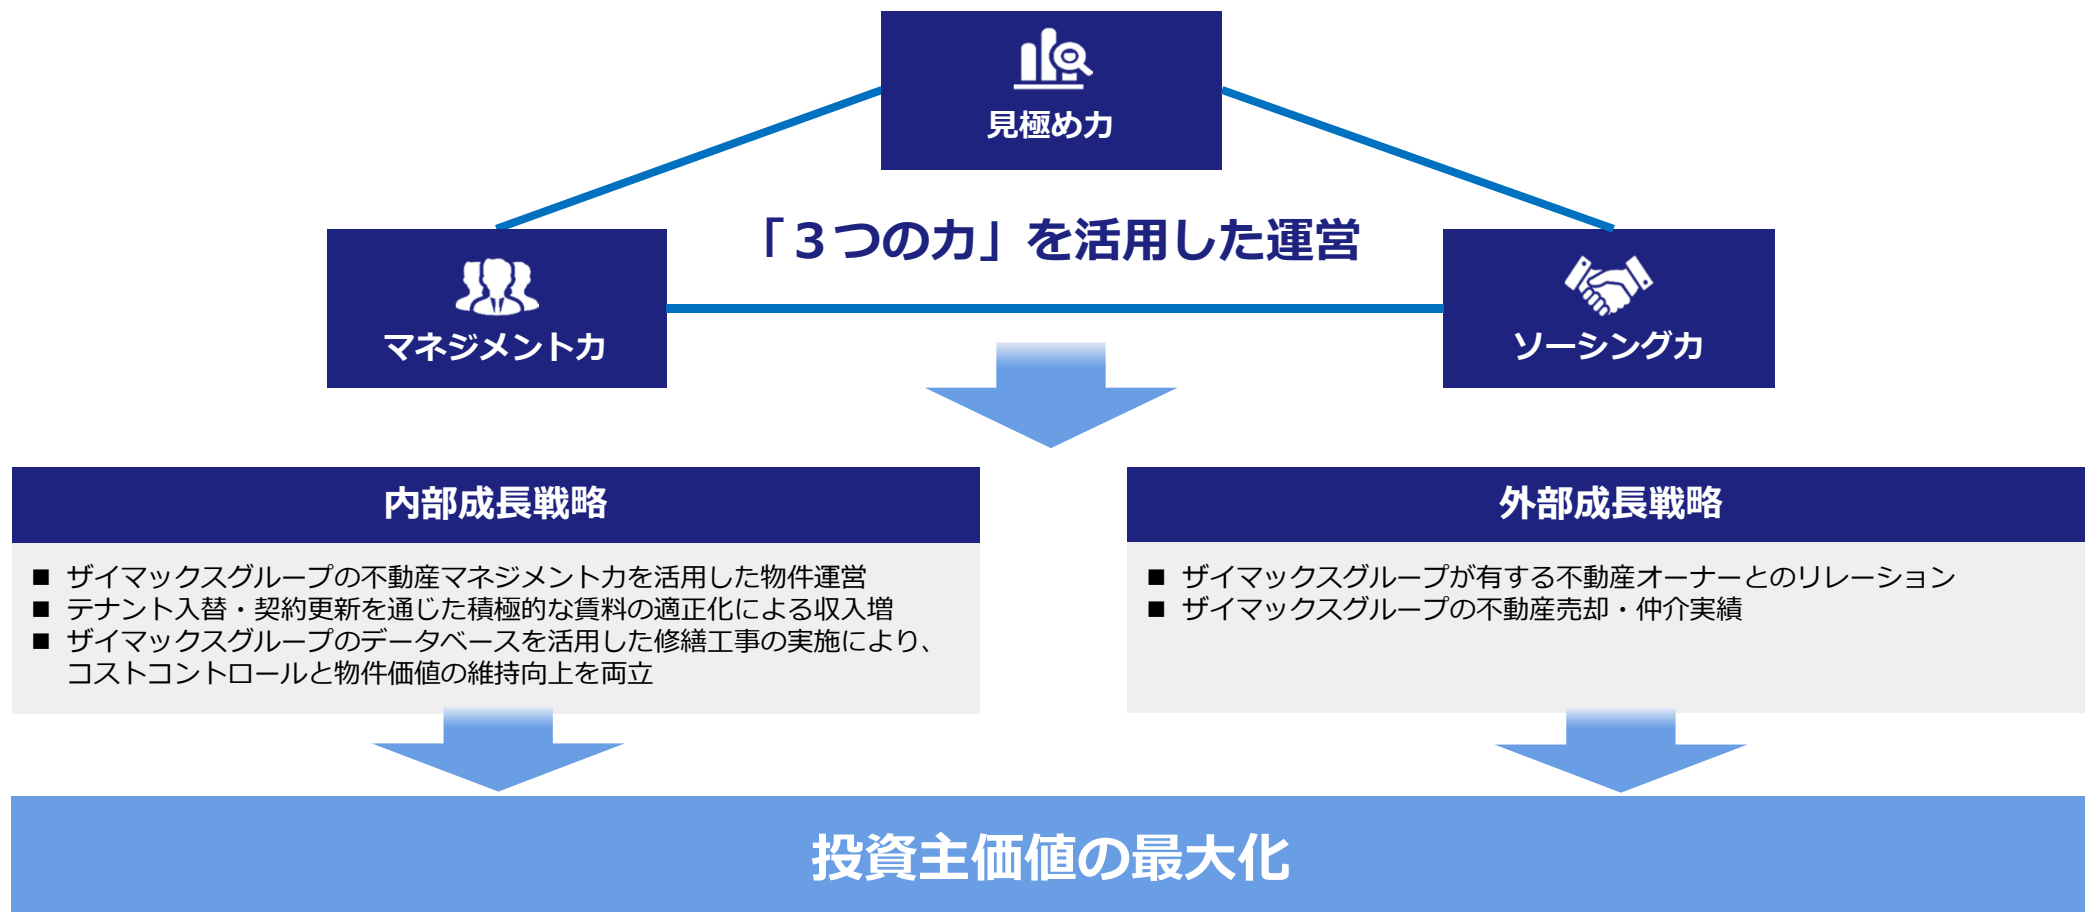 見極め力
「３つの力」を活用した運営
マネジメント力
ソーシング力
内部成長戦略
■ ザイマックスグループの不動産マネジメント力を活用した物件運営
■ テナント入替・契約更新を通じた積極的な賃料の適正化による収入増
■ ザイマックスグループのデータベースを活用した修繕工事の実施により、
コストコントロールと物件価値の維持向上を両立
外部成長戦略
■ ザイマックスグループが有する不動産オーナーとのリレーション
■ ザイマックスグループの不動産売却・仲介実績
投資主価値の最大化